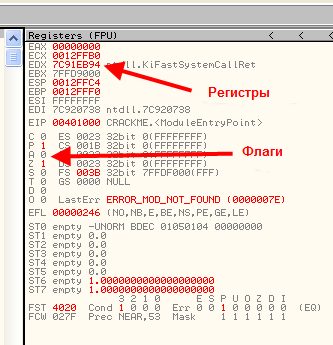 Registers (FPU) < < <
EAX 00000000
ECX 0012FFB0
EDX 7C91EB94 ntdll.KiFastSystemCallRet
EBX 7FFD9000
ESP 0012FFC4
EBP 0012FFF0
ESI FFFFFFFF
EDI 7C920738 ntdll.7C920738
Регистры
EIP 00401000 CRACKME.<ModuleEntryPoint>
C 0 ES 0023 32bit 0(FFFFFFFF)
P 1 CS 001B 32bit 0(FFFFFFFF)
A 0 SS 0023 32bit 0(FFFFFFFF)
Z 1 DS 0023 32bit 0(FFFFFFFF)
S 0 FS 003B 32bit 7FFDF000(FFF)
T 0 GS 0000 NULL
Флаги
D 0
O 0 LastErr ERROR_MOD_NOT_FOUND (0000007E)
EFL 00000246 (NO,NB,E,BE,NS,PE,GE,LE)
ST0 empty -UNORM BDEC 01050104 00000000
ST1 empty 0.0
ST2 empty 0.0
ST3 empty 0.0
ST4 empty 0.0
ST5 empty 0.0
ST6 empty 1.0000000000000000000
ST7 empty 1.0000000000000000000
3 2 1 0 E S P U O Z D I
FST 4020 Cond 1 0 0 0 Err 0 0 1 0 0 0 0 0 (EQ)
FCW 027F Prec NEAR,53 Mask 1 1 1 1 1 1